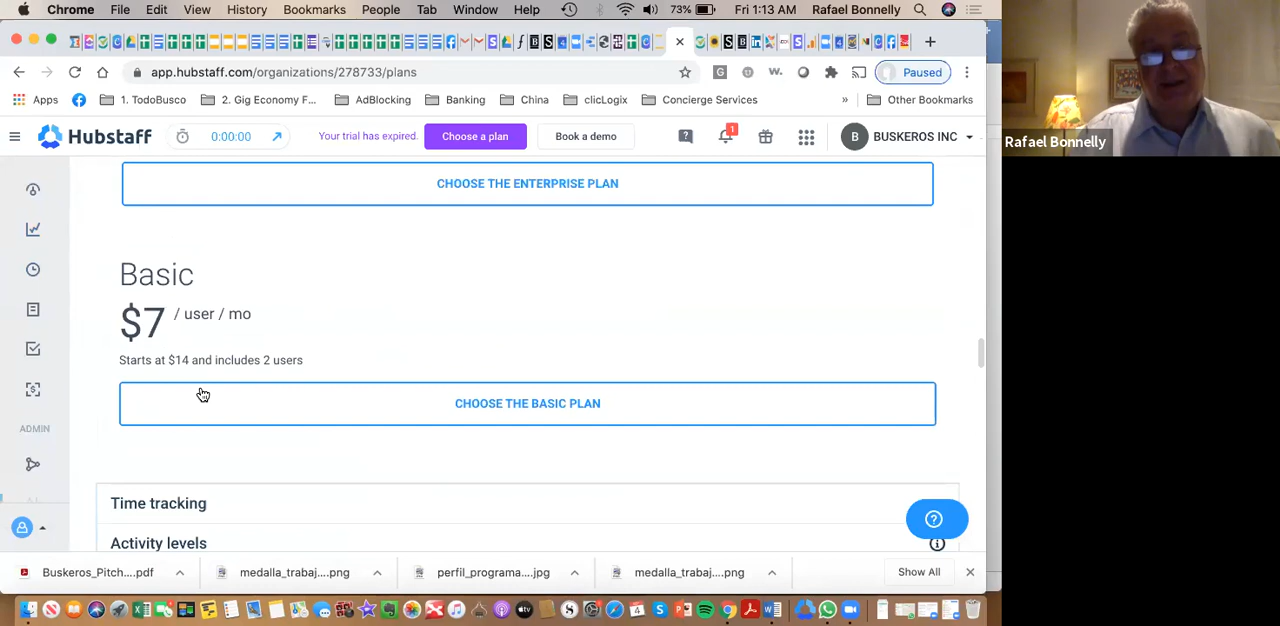 Chrome File Edit View History Bookmarks People Tab Window Help 73% Fri 1:13 AM Rafael Bonnelly
app.hubstaff.com/organizations/278733/plans Paused
Apps 1. TodoBusco 2. Gig Economy F... AdBlocking Banking China clicLogix Concierge Services » Other Bookmarks
Hubstaff 0:00:00 Your trial has expired. Choose a plan Book a demo 1 B BUSKEROS INC
Rafael Bonnelly
CHOOSE THE ENTERPRISE PLAN
Basic
$7 / user / mo
Starts at $14 and includes 2 users
CHOOSE THE BASIC PLAN
ADMIN
Time tracking
Activity levels
Buskeros_Pitch....pdf medalla_trabaj....png perfil_programa....jpg medalla_trabaj....png Show All